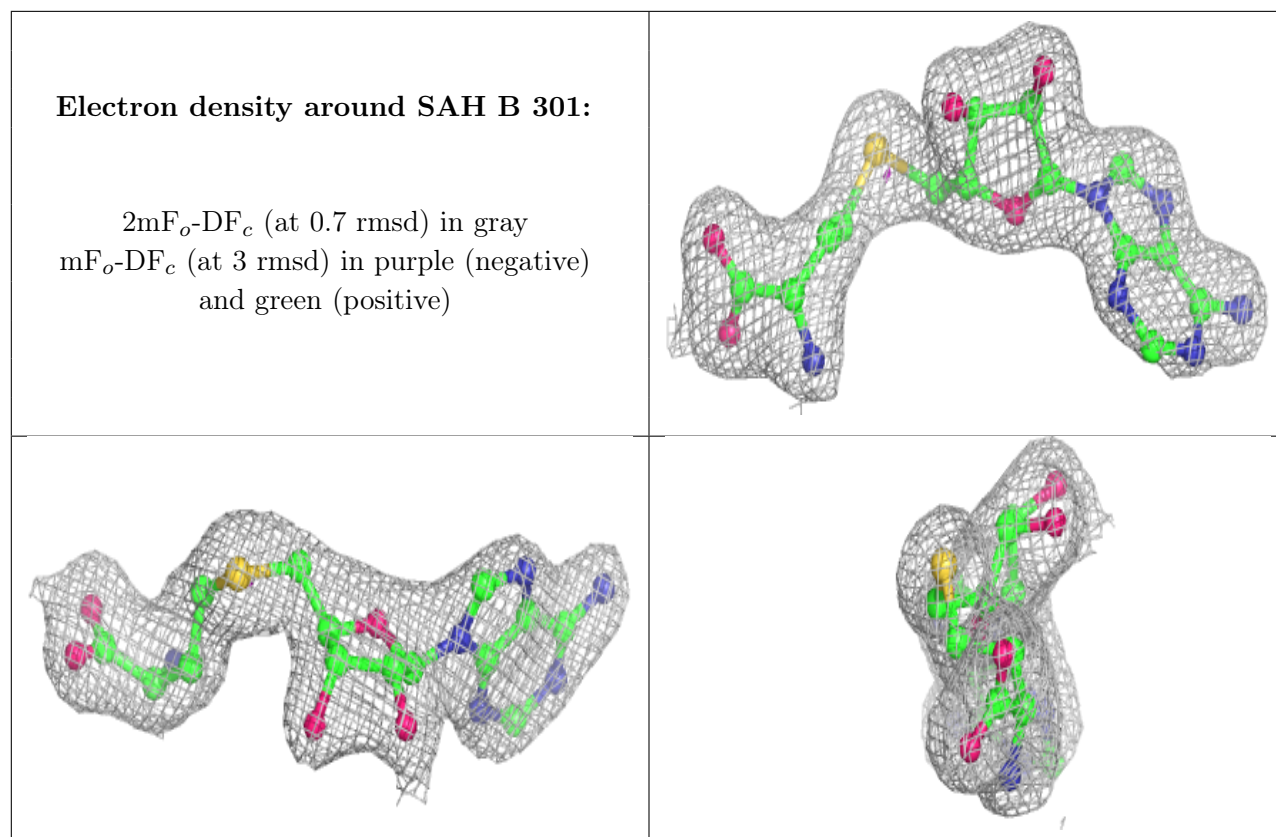 Electron density around SAH B 301:
2mFₒ-DF𝒸 (at 0.7 rmsd) in gray
mFₒ-DF𝒸 (at 3 rmsd) in purple (negative)
and green (positive)